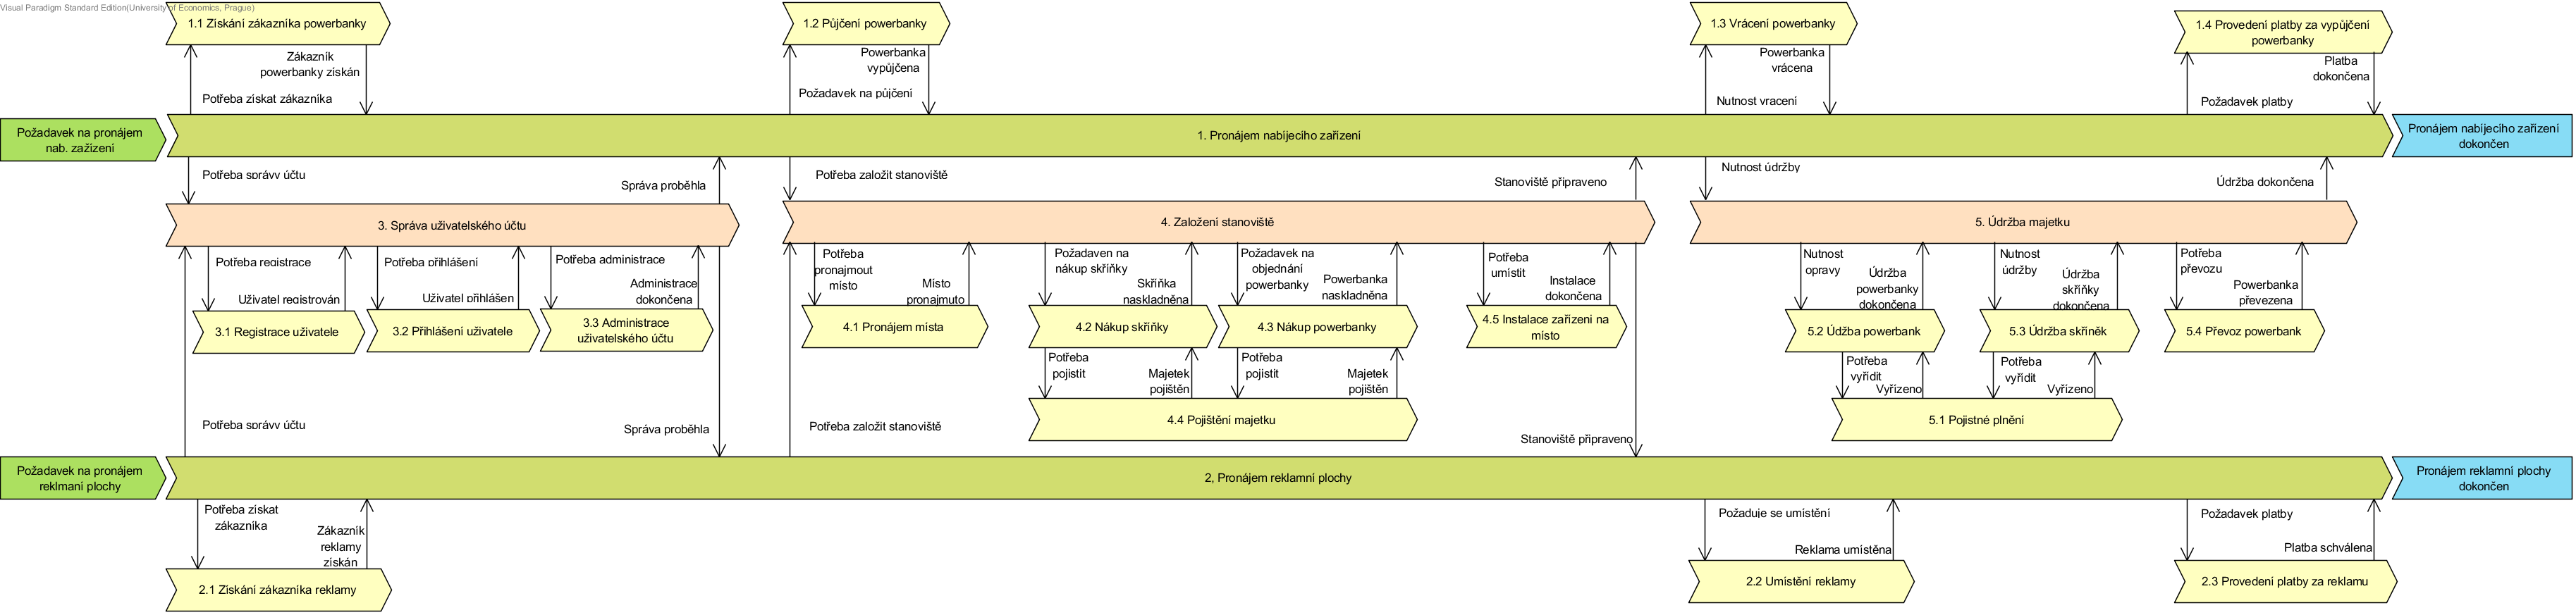 Visual Paradigm Standard Edition(University of Economics, Prague)
1.1 Získání zákazníka powerbanky
1.2 Půjčení powerbanky
1.3 Vrácení powerbanky
1.4 Provedení platby za vypůjčení
powerbanky
Zákazník
powerbanky získán
Potřeba získat zákazníka
Powerbanka
vypůjčena
Požadavek na půjčení
Powerbanka
vrácena
Nutnost vracení
Platba
dokončena
Požadavek platby
Požadavek na pronájem
nab. zažízení
1. Pronájem nabíjecího zařízení
Pronájem nabíjecího zařízení
dokončen
Potřeba správy účtu
Správa proběhla
Potřeba založit stanoviště
Stanoviště připraveno
Nutnost údržby
Údržba dokončena
3. Správa uživatelského účtu
4. Založení stanoviště
5. Údržba majetku
Potřeba registrace
Uživatel registrován
Potřeba přihlášení
Uživatel přihlášen
Potřeba administrace
Administrace
dokončena
Potřeba
pronajmout
místo
Místo
pronajmuto
Požadaven na
nákup skříňky
Skříňka
naskladněna
Požadavek na
objednání
powerbanky
Powerbanka
naskladněna
Potřeba
umístit
Instalace
dokončena
Nutnost
opravy
Údržba
powerbanky
dokončena
Nutnost
údržby
Údržba
skříňky
dokončena
Potřeba
převozu
Powerbanka
převezena
3.1 Registrace uživatele
3.2 Přihlášení uživatele
3.3 Administrace
uživatelského účtu
4.1 Pronájem místa
4.2 Nákup skříňky
4.3 Nákup powerbanky
4.5 Instalace zařízení na
místo
5.2 Údžba powerbank
5.3 Údržba skříněk
5.4 Převoz powerbank
Potřeba
pojistit
Majetek
pojištěn
Potřeba
pojistit
Majetek
pojištěn
Potřeba
vyřídit
Vyřízeno
Potřeba
vyřídit
Vyřízeno
4.4 Pojištění majetku
5.1 Pojistné plnění
Potřeba správy účtu
Správa proběhla
Potřeba založit stanoviště
Stanoviště připraveno
Požadavek na pronájem
reklmaní plochy
2, Pronájem reklamní plochy
Pronájem reklamní plochy
dokončen
Potřeba získat
zákazníka
Zákazník
reklamy
získán
Požaduje se umístění
Reklama umístěna
Požadavek platby
Platba schválena
2.1 Získání zákazníka reklamy
2.2 Umístění reklamy
2.3 Provedení platby za reklamu